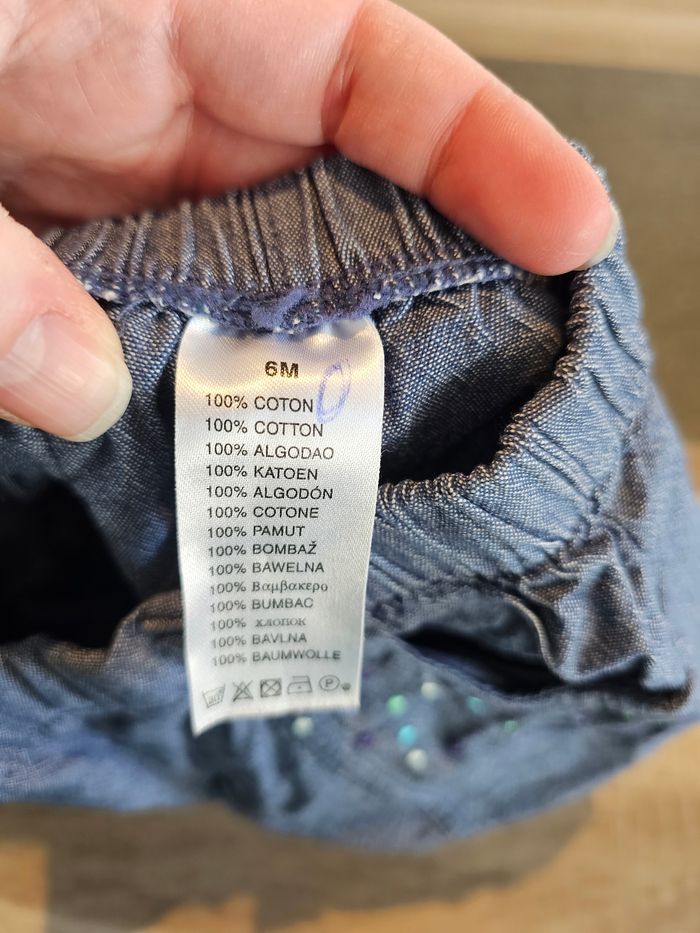 6M
100% COTON
100% COTTON
100% ALGODAO
100% KATOEN
100% ALGODÓN
100% COTONE
100% PAMUT
100% BOMBAŽ
100% BAWELNA
100% Βαμβακερο
100% BUMBAC
100% хлопок
100% BAVLNA
100% BAUMWOLLE
P